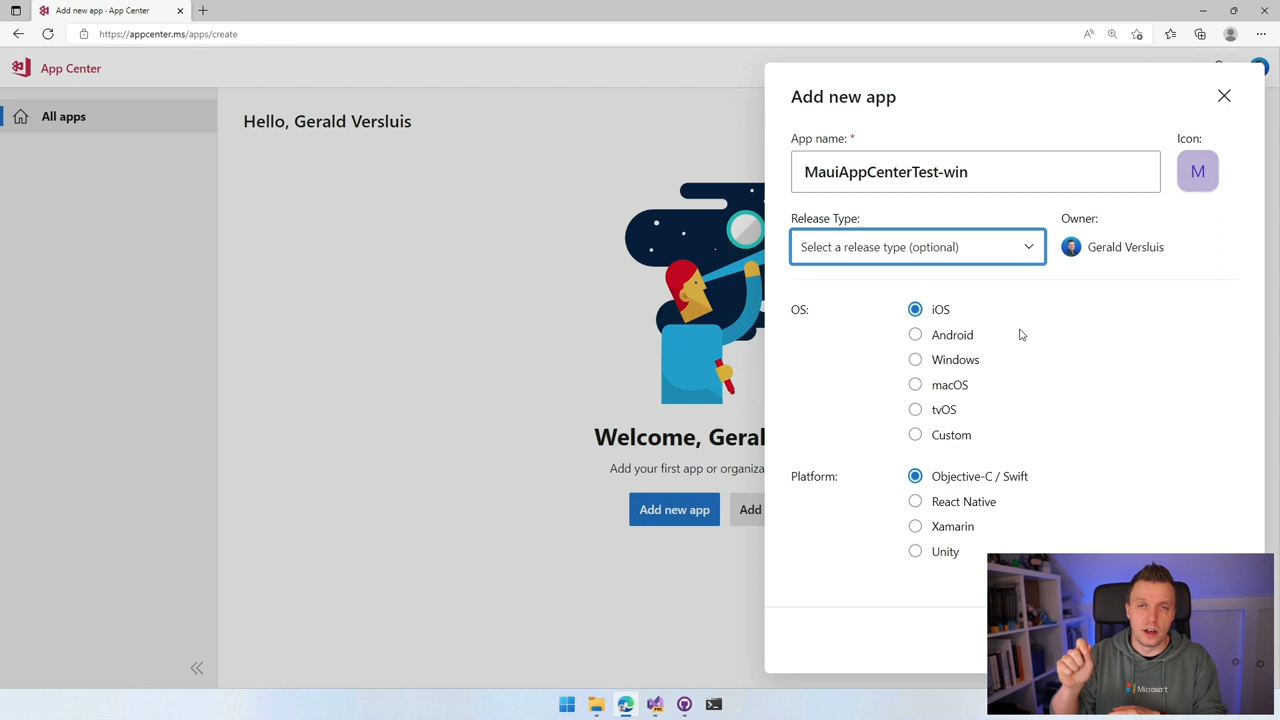 Add new app - App Center
https://appcenter.ms/apps/create
App Center
All apps
Hello, Gerald Versluis
Welcome, Geral
Add your first app or organiza
Add new app
Add
Add new app
App name: *
Icon:
MauiAppCenterTest-win
M
Release Type:
Owner:
Select a release type (optional)
Gerald Versluis
OS:
iOS
Android
Windows
macOS
tvOS
Custom
Platform:
Objective-C / Swift
React Native
Xamarin
Unity
Microsoft